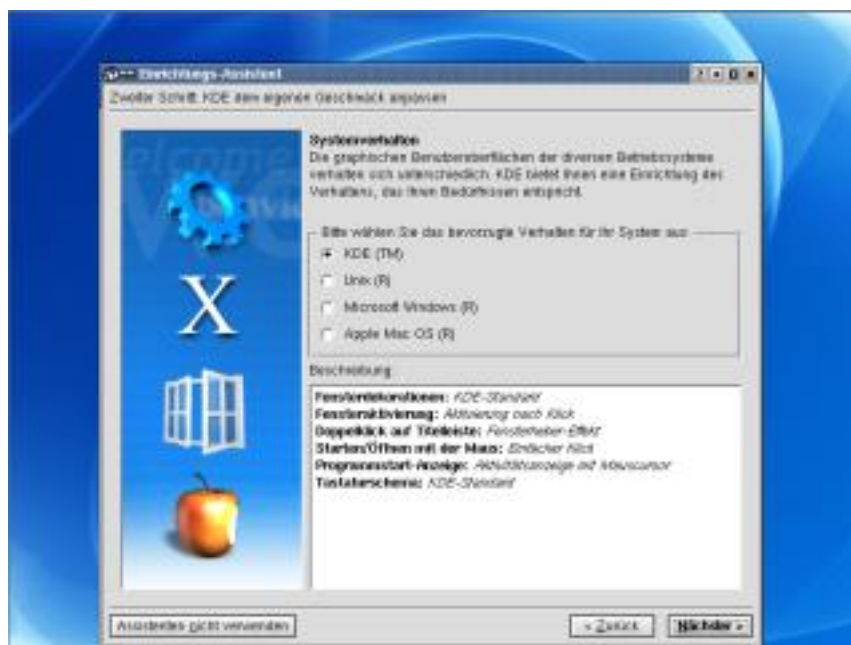 Einrichtungs-Assistent
Zweiter Schritt: KDE dem eigenen Geschmack anpassen
elcome
Systemverhalten
Die graphischen Benutzeroberflächen der diversen Betriebssysteme
verhalten sich unterschiedlich. KDE bietet Ihnen eine Einrichtung des
Verhaltens, das Ihren Bedürfnissen entspricht.
Bitte wählen Sie das bevorzugte Verhalten für Ihr System aus:
KDE (TM)
Unix (R)
Microsoft Windows (R)
Apple Mac OS (R)
X
Beschreibung:
Fensterdekorationen: KDE-Standard
Fensteraktivierung: Aktivierung nach Klick
Doppelklick auf Titelleiste: Fensterheber-Effekt
Starten/Öffnen mit der Maus: Einfacher Klick
Programmstart-Anzeige: Aktivitätsanzeige mit Mauscursor
Tastaturschema: KDE-Standard
Assistenten nicht verwenden
« Zurück
Nächster »